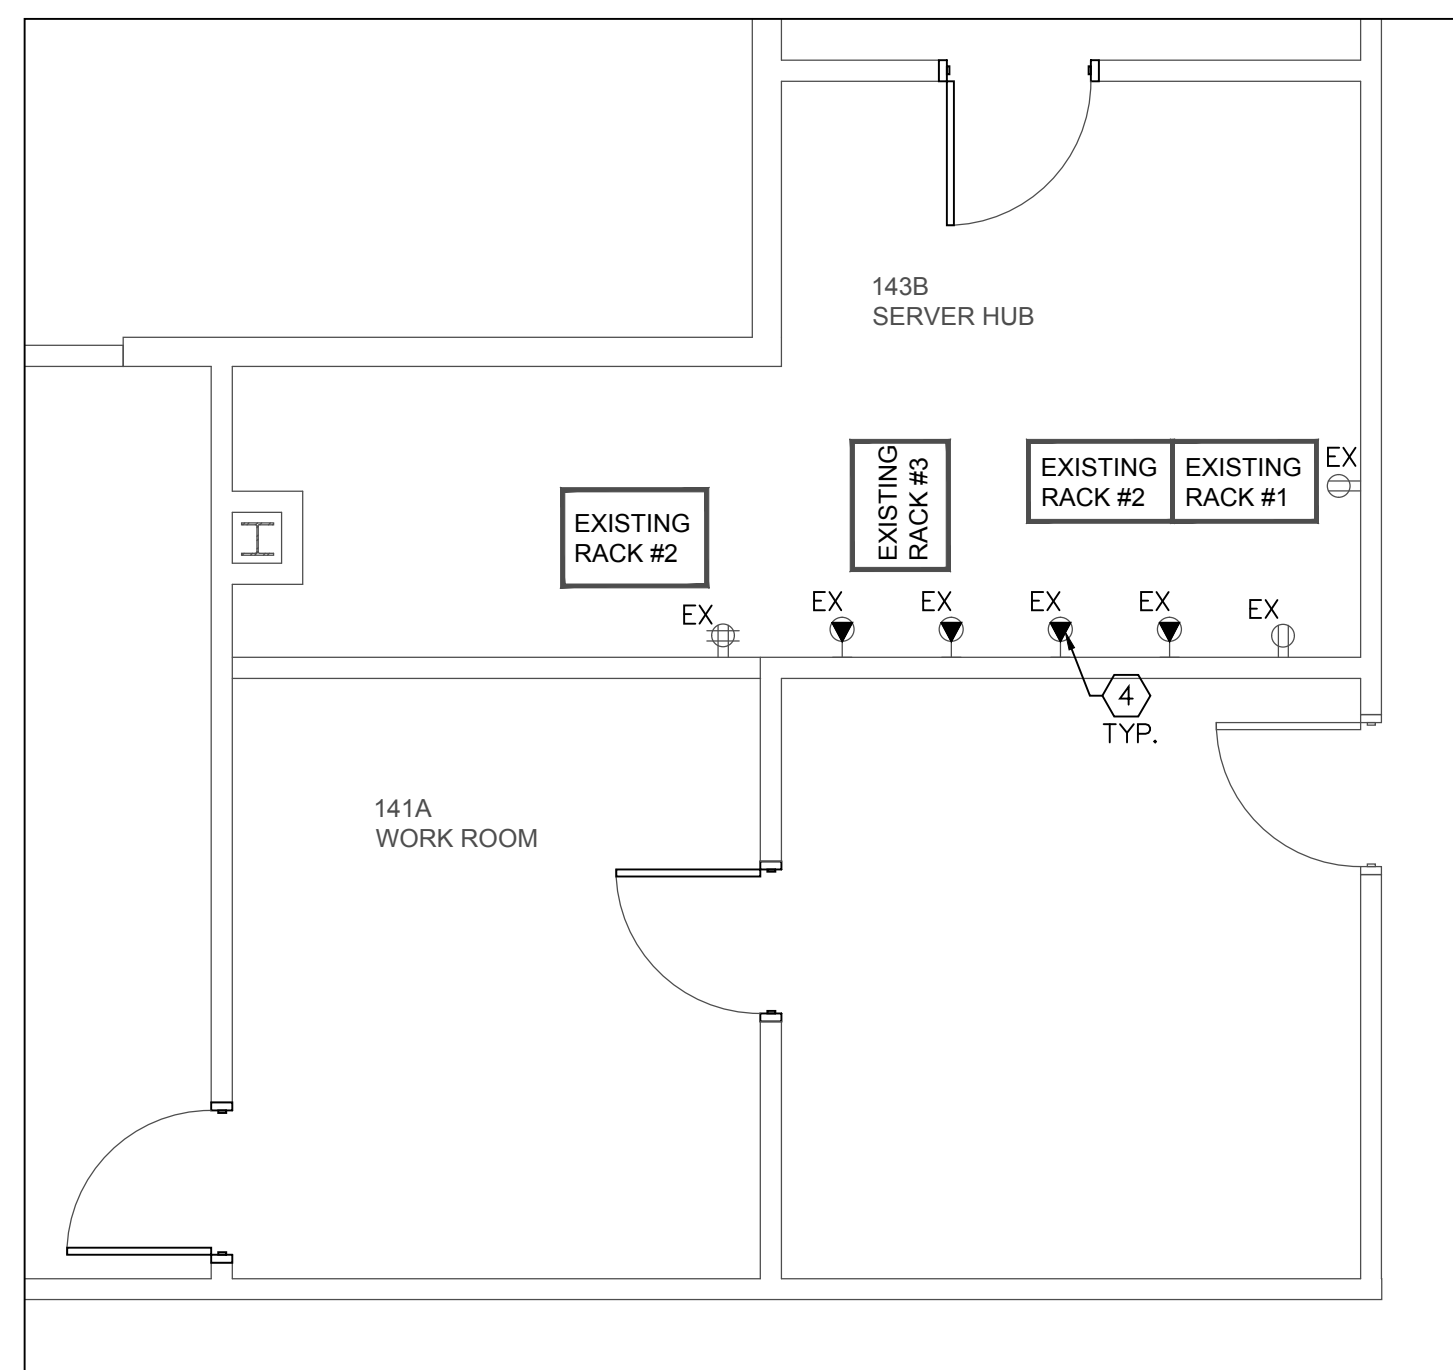 143B
SERVER HUB
EXISTING
RACK #2
EXISTING
RACK #3
EXISTING
RACK #2
EXISTING
RACK #1
EX
EX
EX
EX
EX
EX
EX
4
TYP.
141A
WORK ROOM